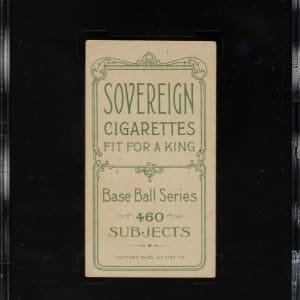 SOVEREIGN
CIGARETTES
FIT FOR A KING
Base Ball Series
460
SUBJECTS